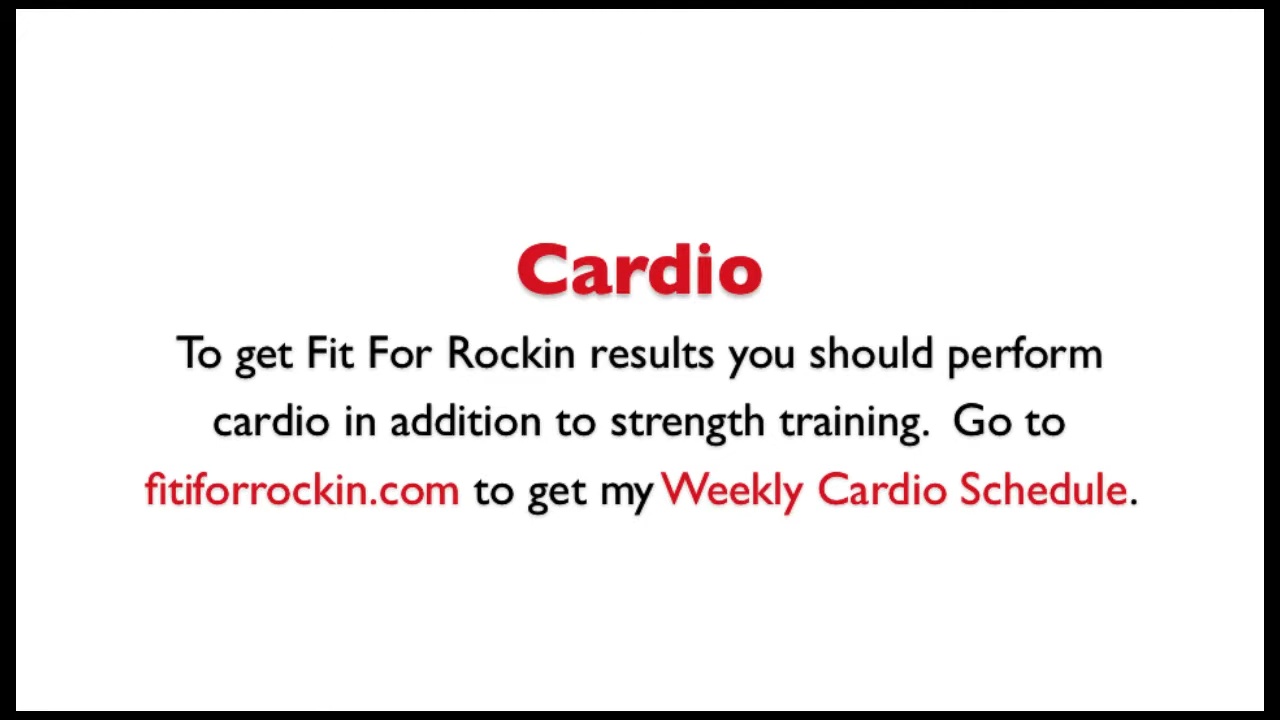 Cardio
To get Fit For Rockin results you should perform
cardio in addition to strength training.  Go to
fitiforrockin.com to get my Weekly Cardio Schedule.